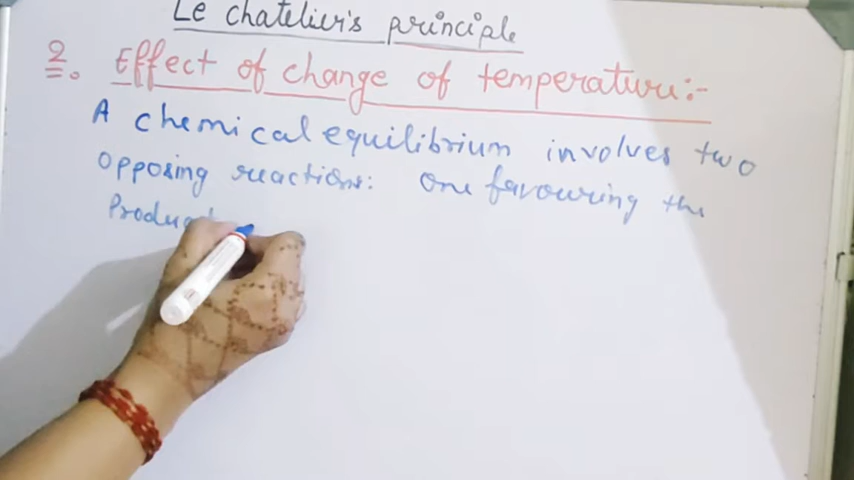 Le chatelier's principle
2. Effect of change of temperature:-
A chemical equilibrium involves two
opposing reactions: One favouring the